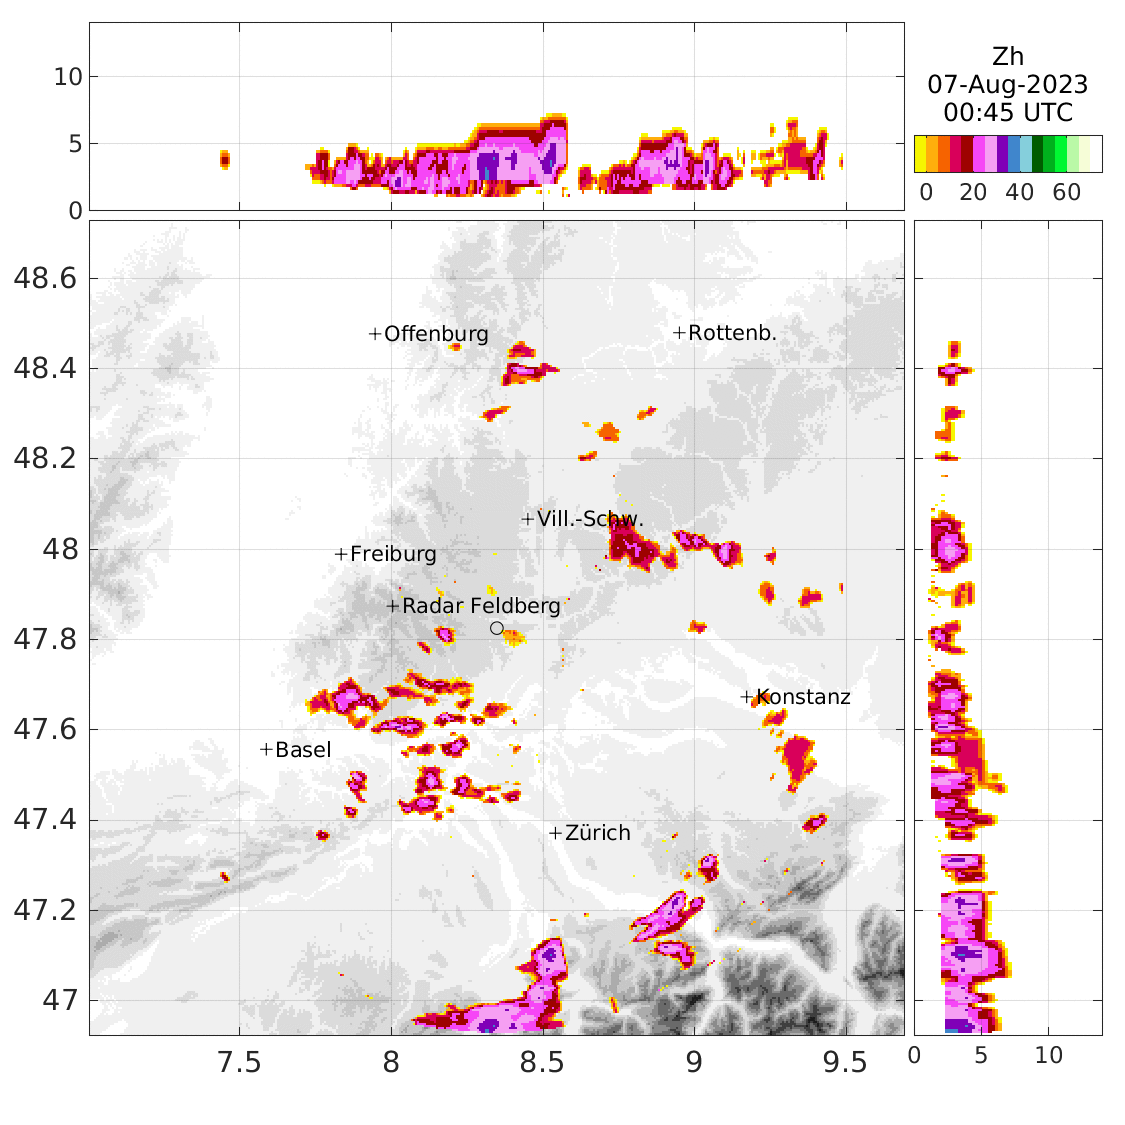 Zh
07-Aug-2023
00:45 UTC
0 20 40 60
10
5
0
48.6
48.4
48.2
48
47.8
47.6
47.4
47.2
47
+Offenburg
+Rottenb.
+Vill.-Schw.
+Freiburg
+Radar Feldberg
+Konstanz
+Basel
+Zürich
7.5 8 8.5 9 9.5
0 5 10